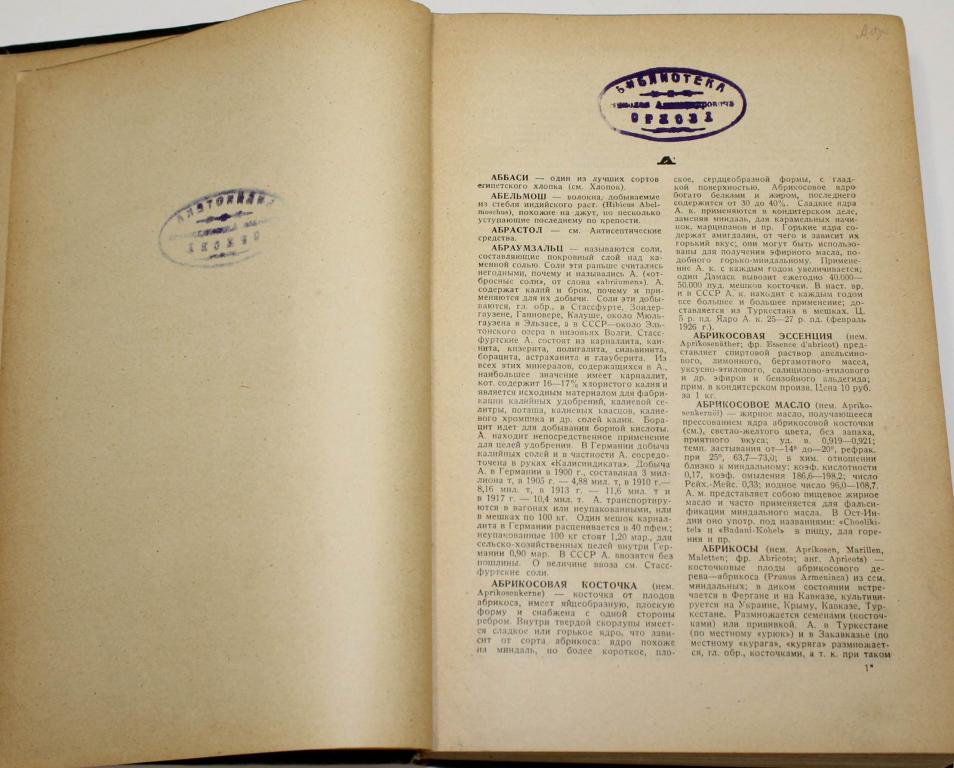 БИБЛИОТЕКА
А
АББАСИ — один из лучших сортов
египетского хлопка (см. Хлопок).
АБЕЛЬМОШ — волокна, добываемые
из стебля индийского раст. (Hibicus Abel-
moschus), похожие на джут, но несколько
уступающие последнему по крепости.
АБРАСТОЛ — см. Антисептические
средства.
АБРАУМЗАЛЬЦ — называются соли,
составляющие покровный слой над ка-
менной солью. Соли эти раньше считались
негодными, почему и назывались А. («от-
бросные соли», от слова «abräumen»). А.
содержат калий и бром, почему и при-
меняются для их добычи. Соли эти добы-
ваются, гл. обр., в Стассфурте, Зондер-
гаузене, Ганновере, Калуше, около Мюль-
гаузена в Эльзасе, а в СССР—около Эль-
тонского озера в низовьях Волги. Стасс-
фуртские А. состоят из карналлита, каи-
нита, кизерита, полигалита, сильвинита,
борацита, астраханита и глауберита. Из
всех этих минералов, содержащихся в А.,
наибольшее значение имеет карналлит,
кот. содержит 16—17% хлористого калия и
является исходным материалом для фабри-
кации калийных удобрений, калиевой се-
литры, поташа, калиевых квасцов, калие-
вого хромпика и др. солей калия. Бора-
цит идет для добывания борной кислоты.
А. находит непосредственное применение
для целей удобрения. В Германии добыча
калийных солей и в частности А. сосредо-
точена в руках «Калисиндиката». Добыча
А. в Германии в 1900 г., составляла 3 мил-
лиона т, в 1905 г. — 4,88 мил. т, в 1910 г.—
8,16 мил. т, в 1913 г. — 11,6 мил. т и
в 1917 г. — 10,4 мил. т. А. транспортиру-
ются в вагонах или неупакованными, или
в мешках по 100 кг. Один мешок карнал-
лита в Германии расценивается в 40 пфен.;
неупакованные 100 кг стоят 1,20 мар., для
сельско-хозяйственных целей внутри Гер-
мании 0,90 мар. В СССР А. ввозятся без
пошлины. О величине ввоза см. Стасс-
фуртские соли.
АБРИКОСОВАЯ КОСТОЧКА (нем.
Aprikosenkerne) — косточка от плодов
абрикоса, имеет яйцеобразную, плоскую
форму и снабжена с одной стороны
ребром. Внутри твердой скорлупы имеет-
ся сладкое или горькое ядро, что зави-
сит от сорта абрикоса: ядро похоже
на миндаль, но более короткое, пло-
ское, сердцеобразной формы, с глад-
кой поверхностью. Абрикосовое ядро
богато белками и жиром, последнего
содержится от 30 до 40%. Сладкие ядра
А. к. применяются в кондитерском деле,
заменяя миндаль, для карамельных начи-
нок, марципанов и пр. Горькие ядра со-
держат амигдалин, от чего и зависит их
горький вкус; они могут быть использо-
ваны для получения эфирного масла, по-
добного горько-миндальному. Примене-
ние А. к. с каждым годом увеличивается;
один Дамаск вывозит ежегодно 40.000—
50.000 пуд. мешков косточки. В наст. вр.
и в СССР А. к. находит с каждым годом
все большее и большее применение; до-
ставляется из Туркестана в мешках. Ц.
5 р. пд. Ядро А. к. 25—27 р. пд. (февраль
1926 г.).
АБРИКОСОВАЯ ЭССЕНЦИЯ (нем.
Aprikosenäther; фр. Essence d'abricot) пред-
ставляет спиртовой раствор апельсино-
вого, лимонного, бергамотного масел,
уксусно-этилового, салицилово-этилового
и др. эфиров и бензойного альдегида;
прим. в кондитерском произв. Цена 10 руб.
за 1 кг.
АБРИКОСОВОЕ МАСЛО (нем. Apriko-
senkernöl) — жирное масло, получающееся
прессованием ядра абрикосовой косточки
(см.), светло-желтого цвета, без запаха,
приятного вкуса; уд. в. 0,919—0,921;
темп. застывания от—14° до—20°, рефрак.
при 25°, 63,7—73,0; в хим. отношении
близко к миндальному: коэф. кислотности
0,17, коэф. омыления 186,6—198,2; число
Рейх.-Мейс. 0,33; иодное число 96,0—108,7.
А. м. представляет собою пищевое жирное
масло и часто применяется для фальси-
фикации миндального масла. В Ост-Ин-
дии оно употр. под названиями: «Chooliki-
tel» и «Badani-Kohel» в пищу, для горе-
ния и пр.
АБРИКОСЫ (нем. Aprikosen, Marillen,
Maletten; фр. Abricots; анг. Apricots) —
косточковые плоды абрикосового де-
рева—абрикоса (Prunus Armeniaca) из сем.
миндальных; в диком состоянии встре-
чается в Фергане и на Кавказе, культиви-
руется на Украине, Крыму, Кавказе, Тур-
кестане. Размножается семенами (косточ-
ками) или прививкой. А. в Туркестане
(по местному «урюк») и в Закавказье (по
местному «курага», «куряга» размножает-
ся, гл. обр., косточками, а т. к. при таком
1*